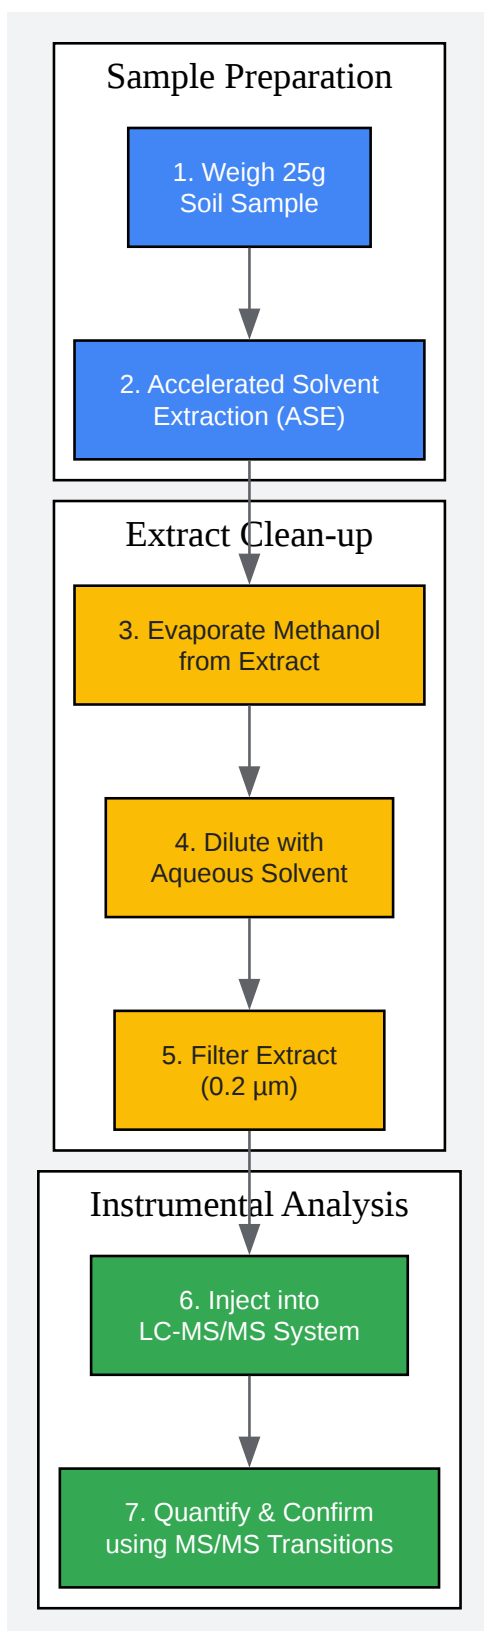 Sample Preparation
1. Weigh 25g
Soil Sample
2. Accelerated Solvent
Extraction (ASE)
Extract Clean-up
3. Evaporate Methanol
from Extract
4. Dilute with
Aqueous Solvent
5. Filter Extract
(0.2 µm)
Instrumental Analysis
6. Inject into
LC-MS/MS System
7. Quantify & Confirm
using MS/MS Transitions